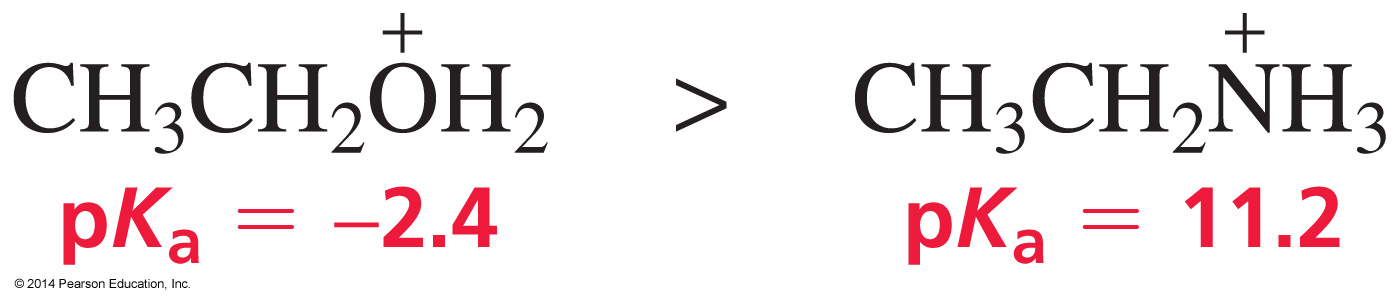 CH₃CH₂O⁺H₂ > CH₃CH₂N⁺H₃
pKₐ = –2.4 pKₐ = 11.2
© 2014 Pearson Education, Inc.